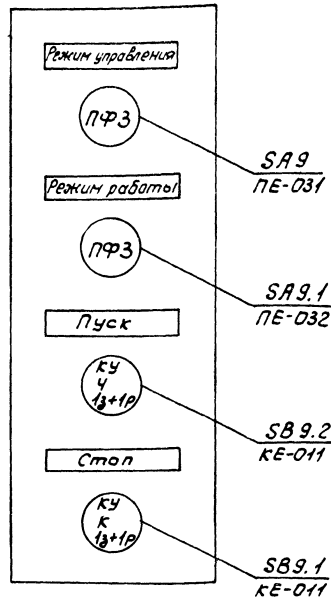 Режим управления
ПФЗ
SA9
ПЕ-031
Режим работы
ПФЗ
SA9.1
ПЕ-032
Пуск
КУ
Ч
1з+1р
SB9.2
КЕ-011
Стоп
КУ
К
1з+1р
SB9.1
КЕ-011